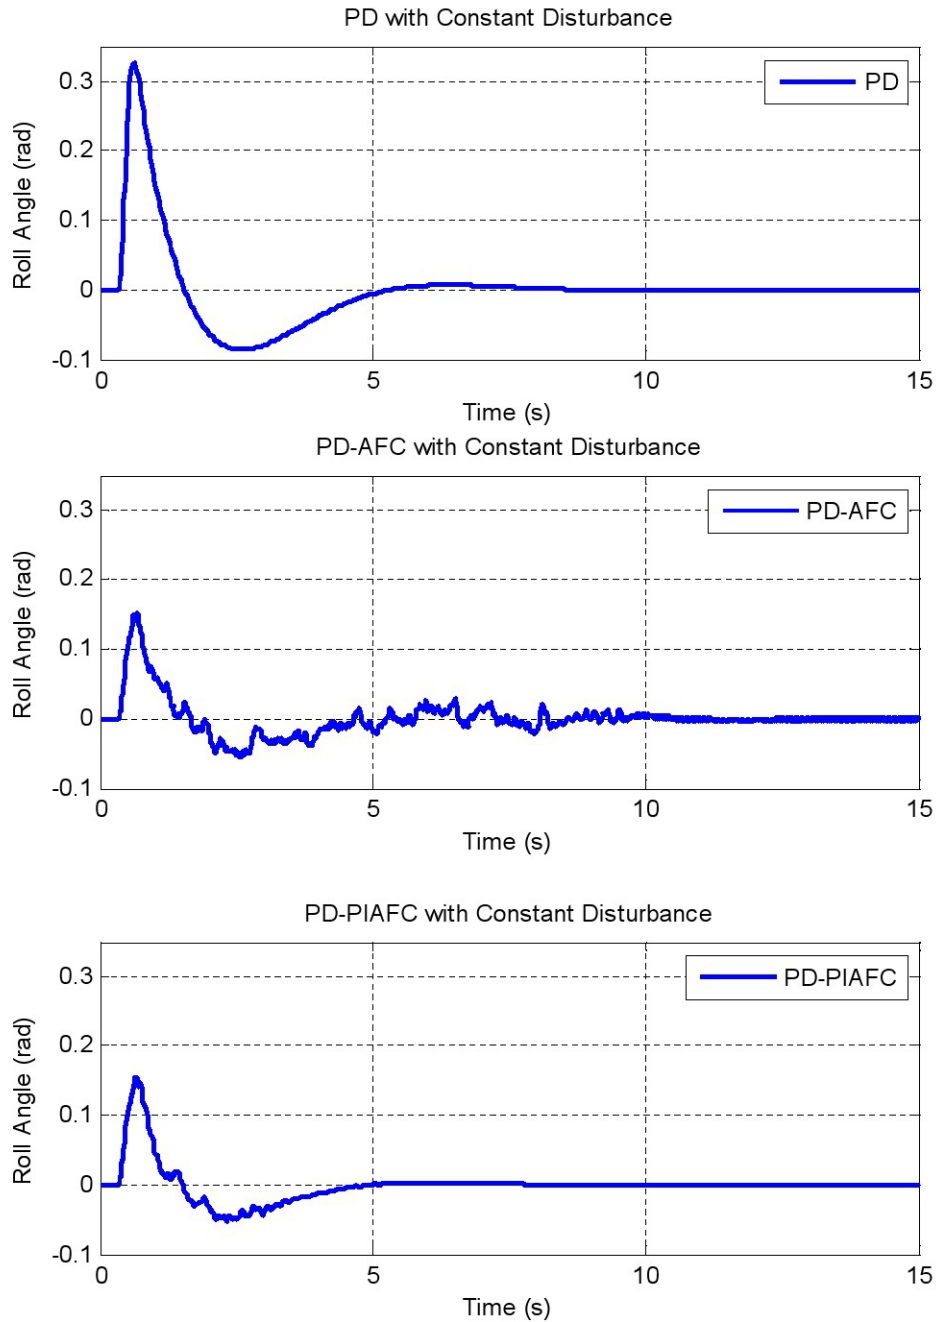 PD with Constant Disturbance
PD
Roll Angle (rad)
0.3
0.2
0.1
0
-0.1
0 5 10 15
Time (s)
PD-AFC with Constant Disturbance
PD-AFC
Roll Angle (rad)
0.3
0.2
0.1
0
-0.1
0 5 10 15
Time (s)
PD-PIAFC with Constant Disturbance
PD-PIAFC
Roll Angle (rad)
0.3
0.2
0.1
0
-0.1
0 5 10 15
Time (s)